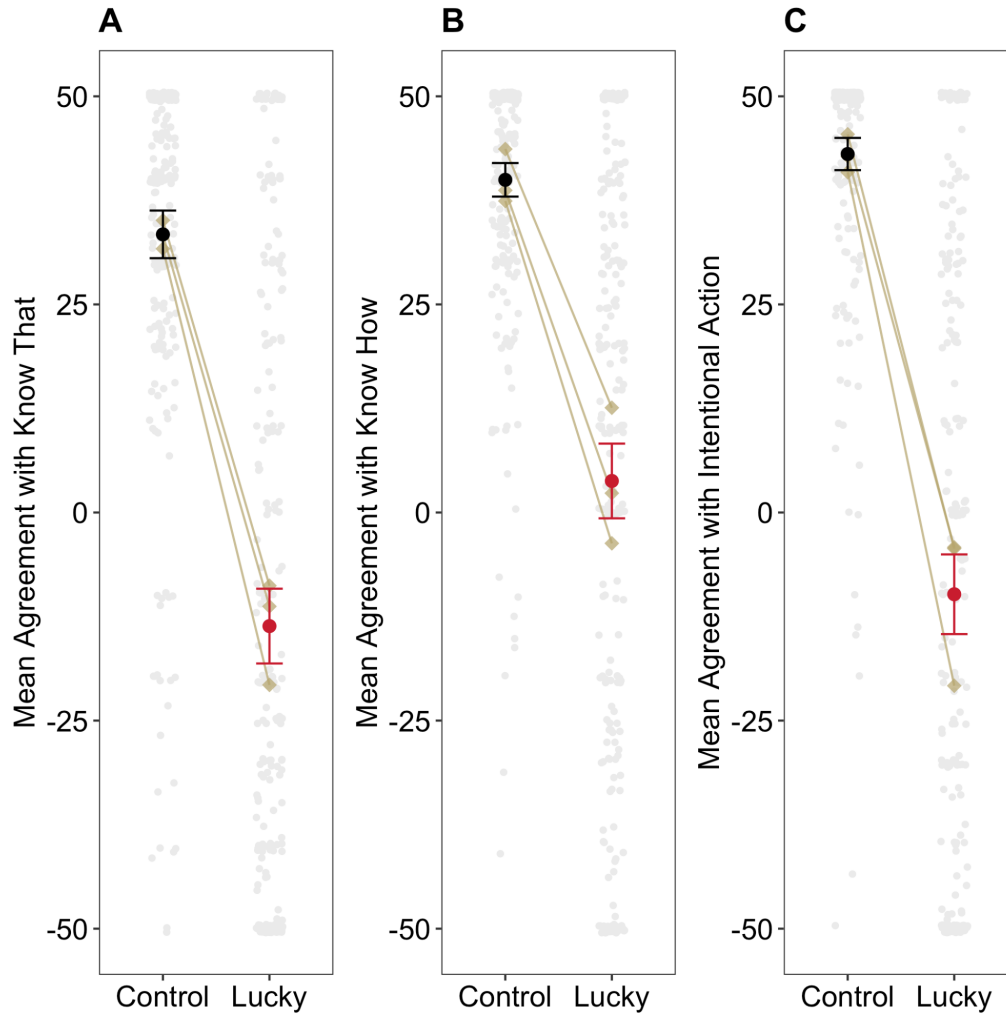 A
Mean Agreement with Know That
50
25
0
-25
-50
Control Lucky
B
Mean Agreement with Know How
50
25
0
-25
-50
Control Lucky
C
Mean Agreement with Intentional Action
50
25
0
-25
-50
Control Lucky